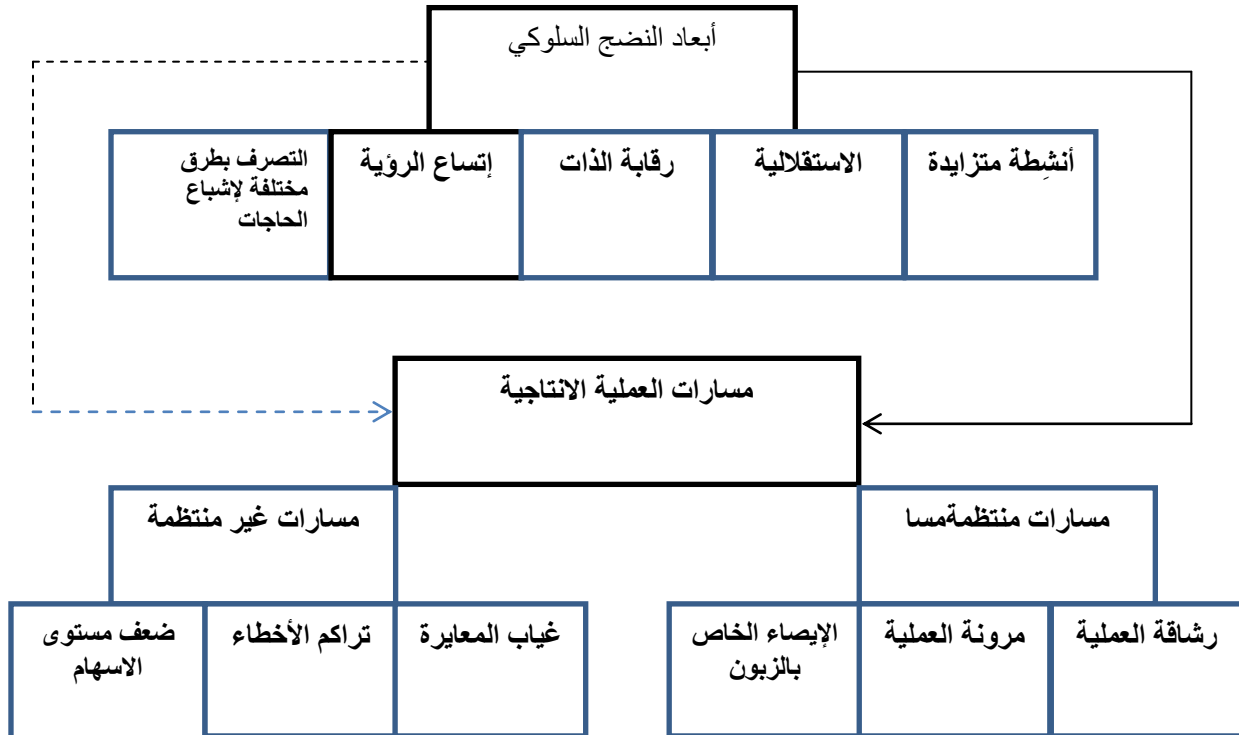 أبعاد النضج السلوكي
أنشِطة متزايدة
الاستقلالية
رقابة الذات
إتساع الرؤية
التصرف بطرق
مختلفة لإشباع
الحاجات
مسارات العملية الانتاجية
مسارات منتظمةمسا
مسارات غير منتظمة
رشاقة العملية
مرونة العملية
الإيصاء الخاص
بالزبون
غياب المعايرة
تراكم الأخطاء
ضعف مستوى
الاسهام